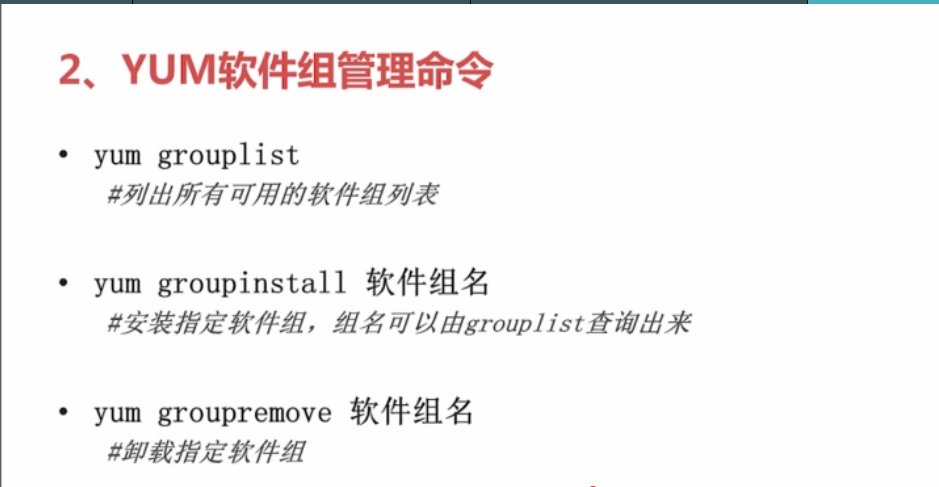 2、YUM软件组管理命令
• yum grouplist
#列出所有可用的软件组列表
• yum groupinstall 软件组名
#安装指定软件组，组名可以由grouplist查询出来
• yum groupremove 软件组名
#卸载指定软件组